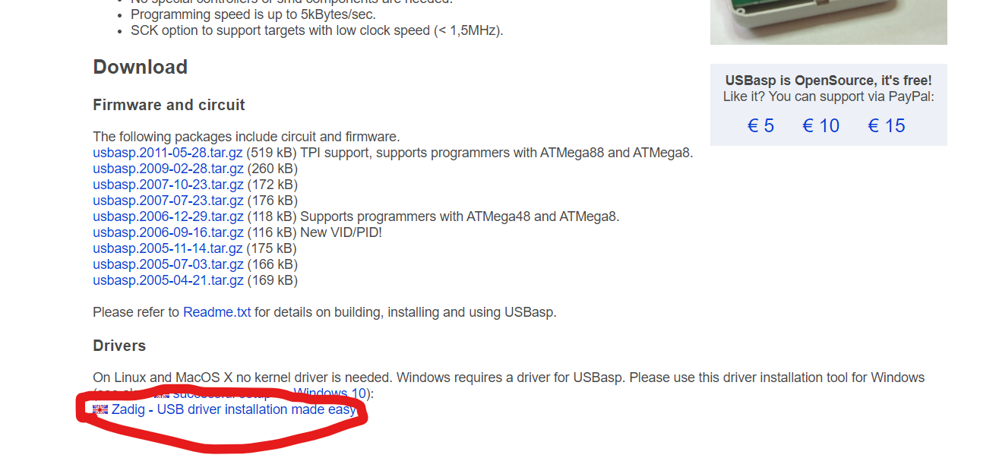 No special controllers or smd components are needed.
Programming speed is up to 5kBytes/sec.
SCK option to support targets with low clock speed (< 1,5MHz).
Download
Firmware and circuit
The following packages include circuit and firmware.
usbasp.2011-05-28.tar.gz (519 kB) TPI support, supports programmers with ATMega88 and ATMega8.
usbasp.2009-02-28.tar.gz (260 kB)
usbasp.2007-10-23.tar.gz (172 kB)
usbasp.2007-07-23.tar.gz (176 kB)
usbasp.2006-12-29.tar.gz (118 kB) Supports programmers with ATMega48 and ATMega8.
usbasp.2006-09-16.tar.gz (116 kB) New VID/PID!
usbasp.2005-11-14.tar.gz (175 kB)
usbasp.2005-07-03.tar.gz (166 kB)
usbasp.2005-04-21.tar.gz (169 kB)
Please refer to Readme.txt for details on building, installing and using USBasp.
Drivers
On Linux and MacOS X no kernel driver is needed. Windows requires a driver for USBasp. Please use this driver installation tool for Windows
(see also successful setup Windows 10):
Zadig - USB driver installation made easy
USBasp is OpenSource, it's free!
Like it? You can support via PayPal:
€ 5 € 10 € 15